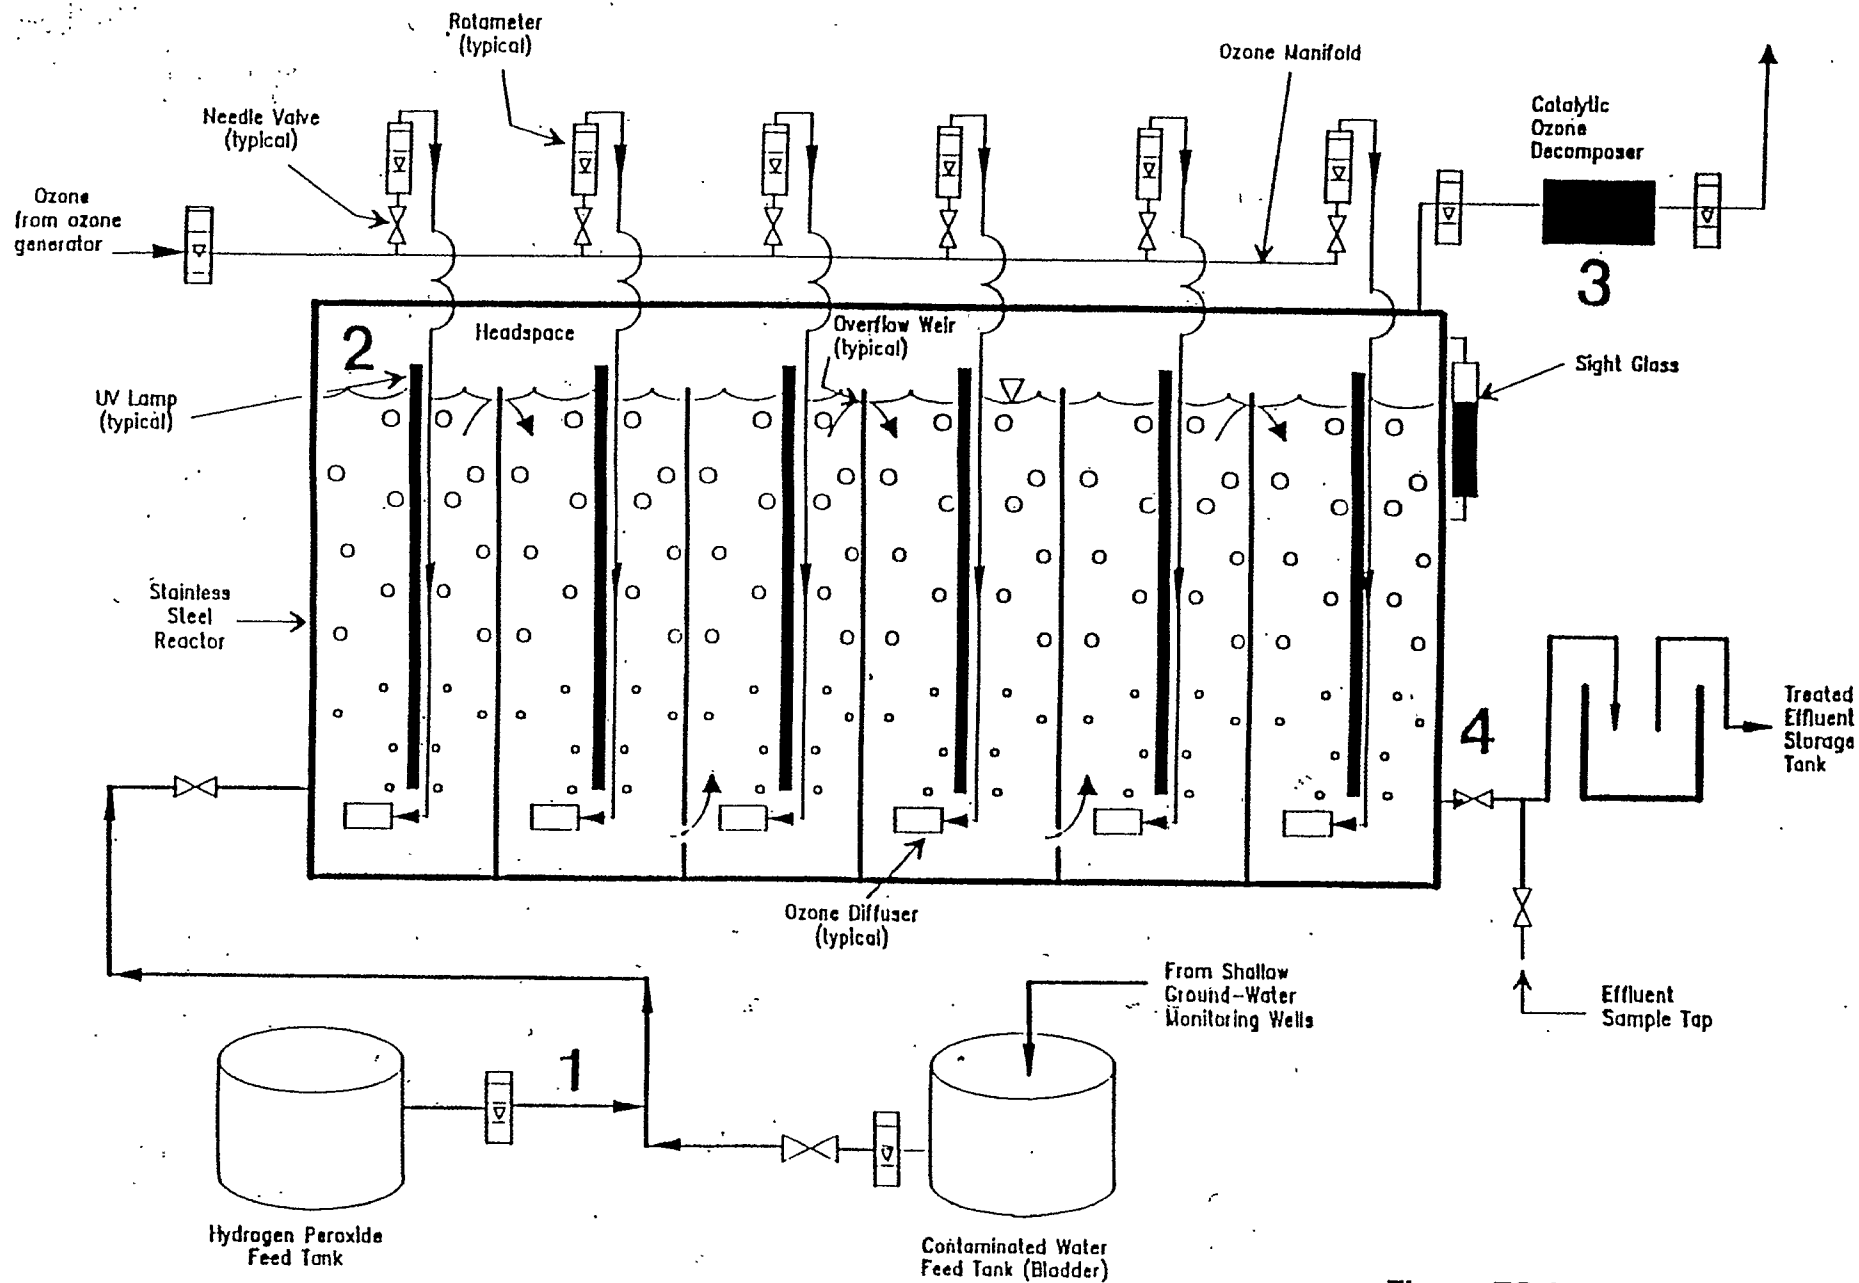 Rotameter
(typical)
Ozone Manifold
Needle Valve
(typical)
Catalytic
Ozone
Decomposer
Ozone
from ozone
generator
3
2
Headspace
Overflow Weir
(typical)
Sight Glass
UV Lamp
(typical)
Stainless
Steel
Reactor
4
Treated
Effluent
Storage
Tank
Ozone Diffuser
(typical)
From Shallow
Ground-Water
Monitoring Wells
Effluent
Sample Tap
1
Hydrogen Peroxide
Feed Tank
Contaminated Water
Feed Tank (Bladder)